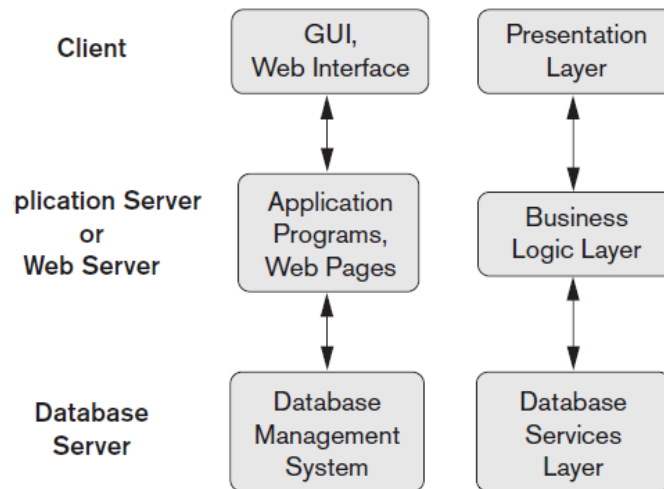 Client
GUI,
Web Interface
Presentation
Layer
plication Server
or
Web Server
Application
Programs,
Web Pages
Business
Logic Layer
Database
Server
Database
Management
System
Database
Services
Layer